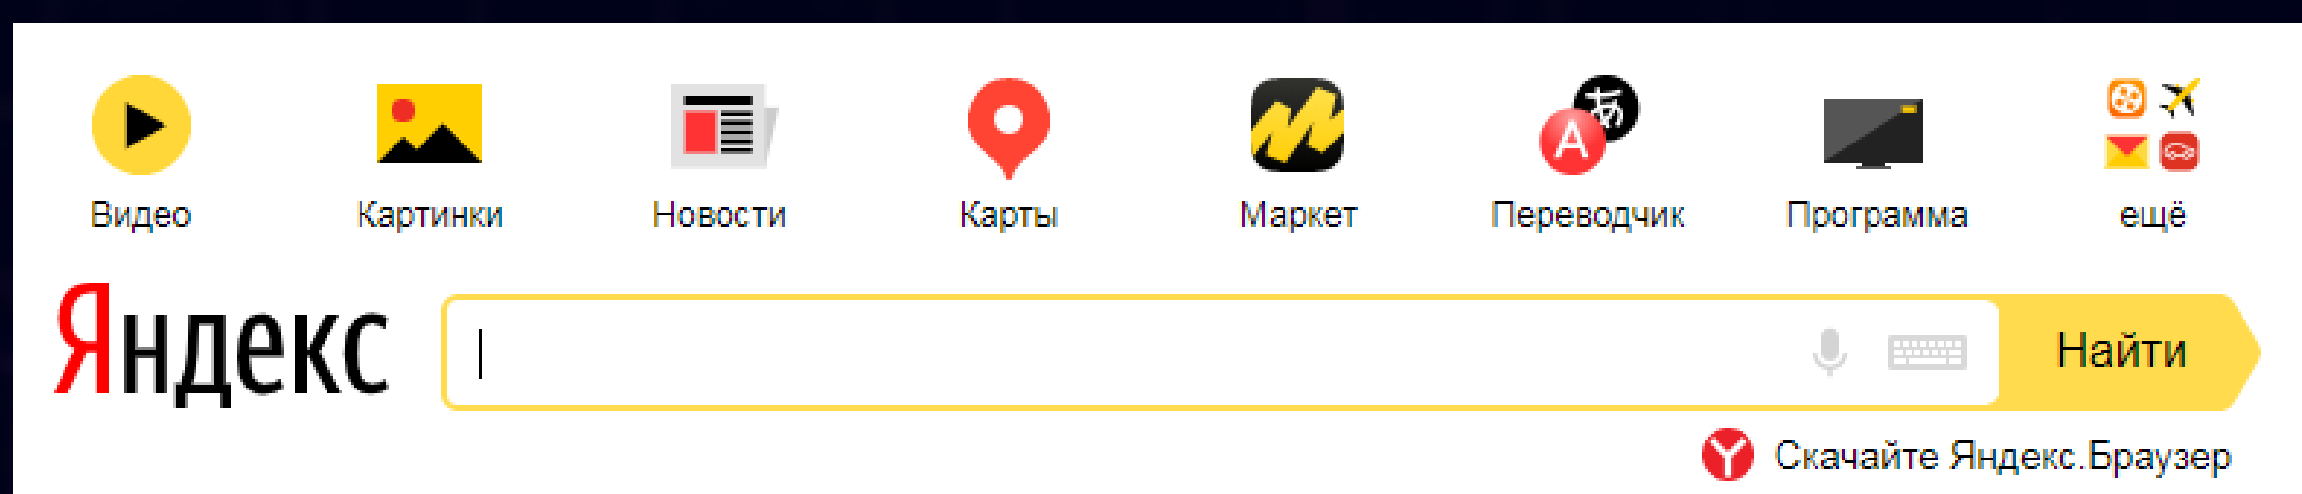 Видео Картинки Новости Карты Маркет Переводчик Программа ещё
Яндекс Найти
Скачайте Яндекс.Браузер